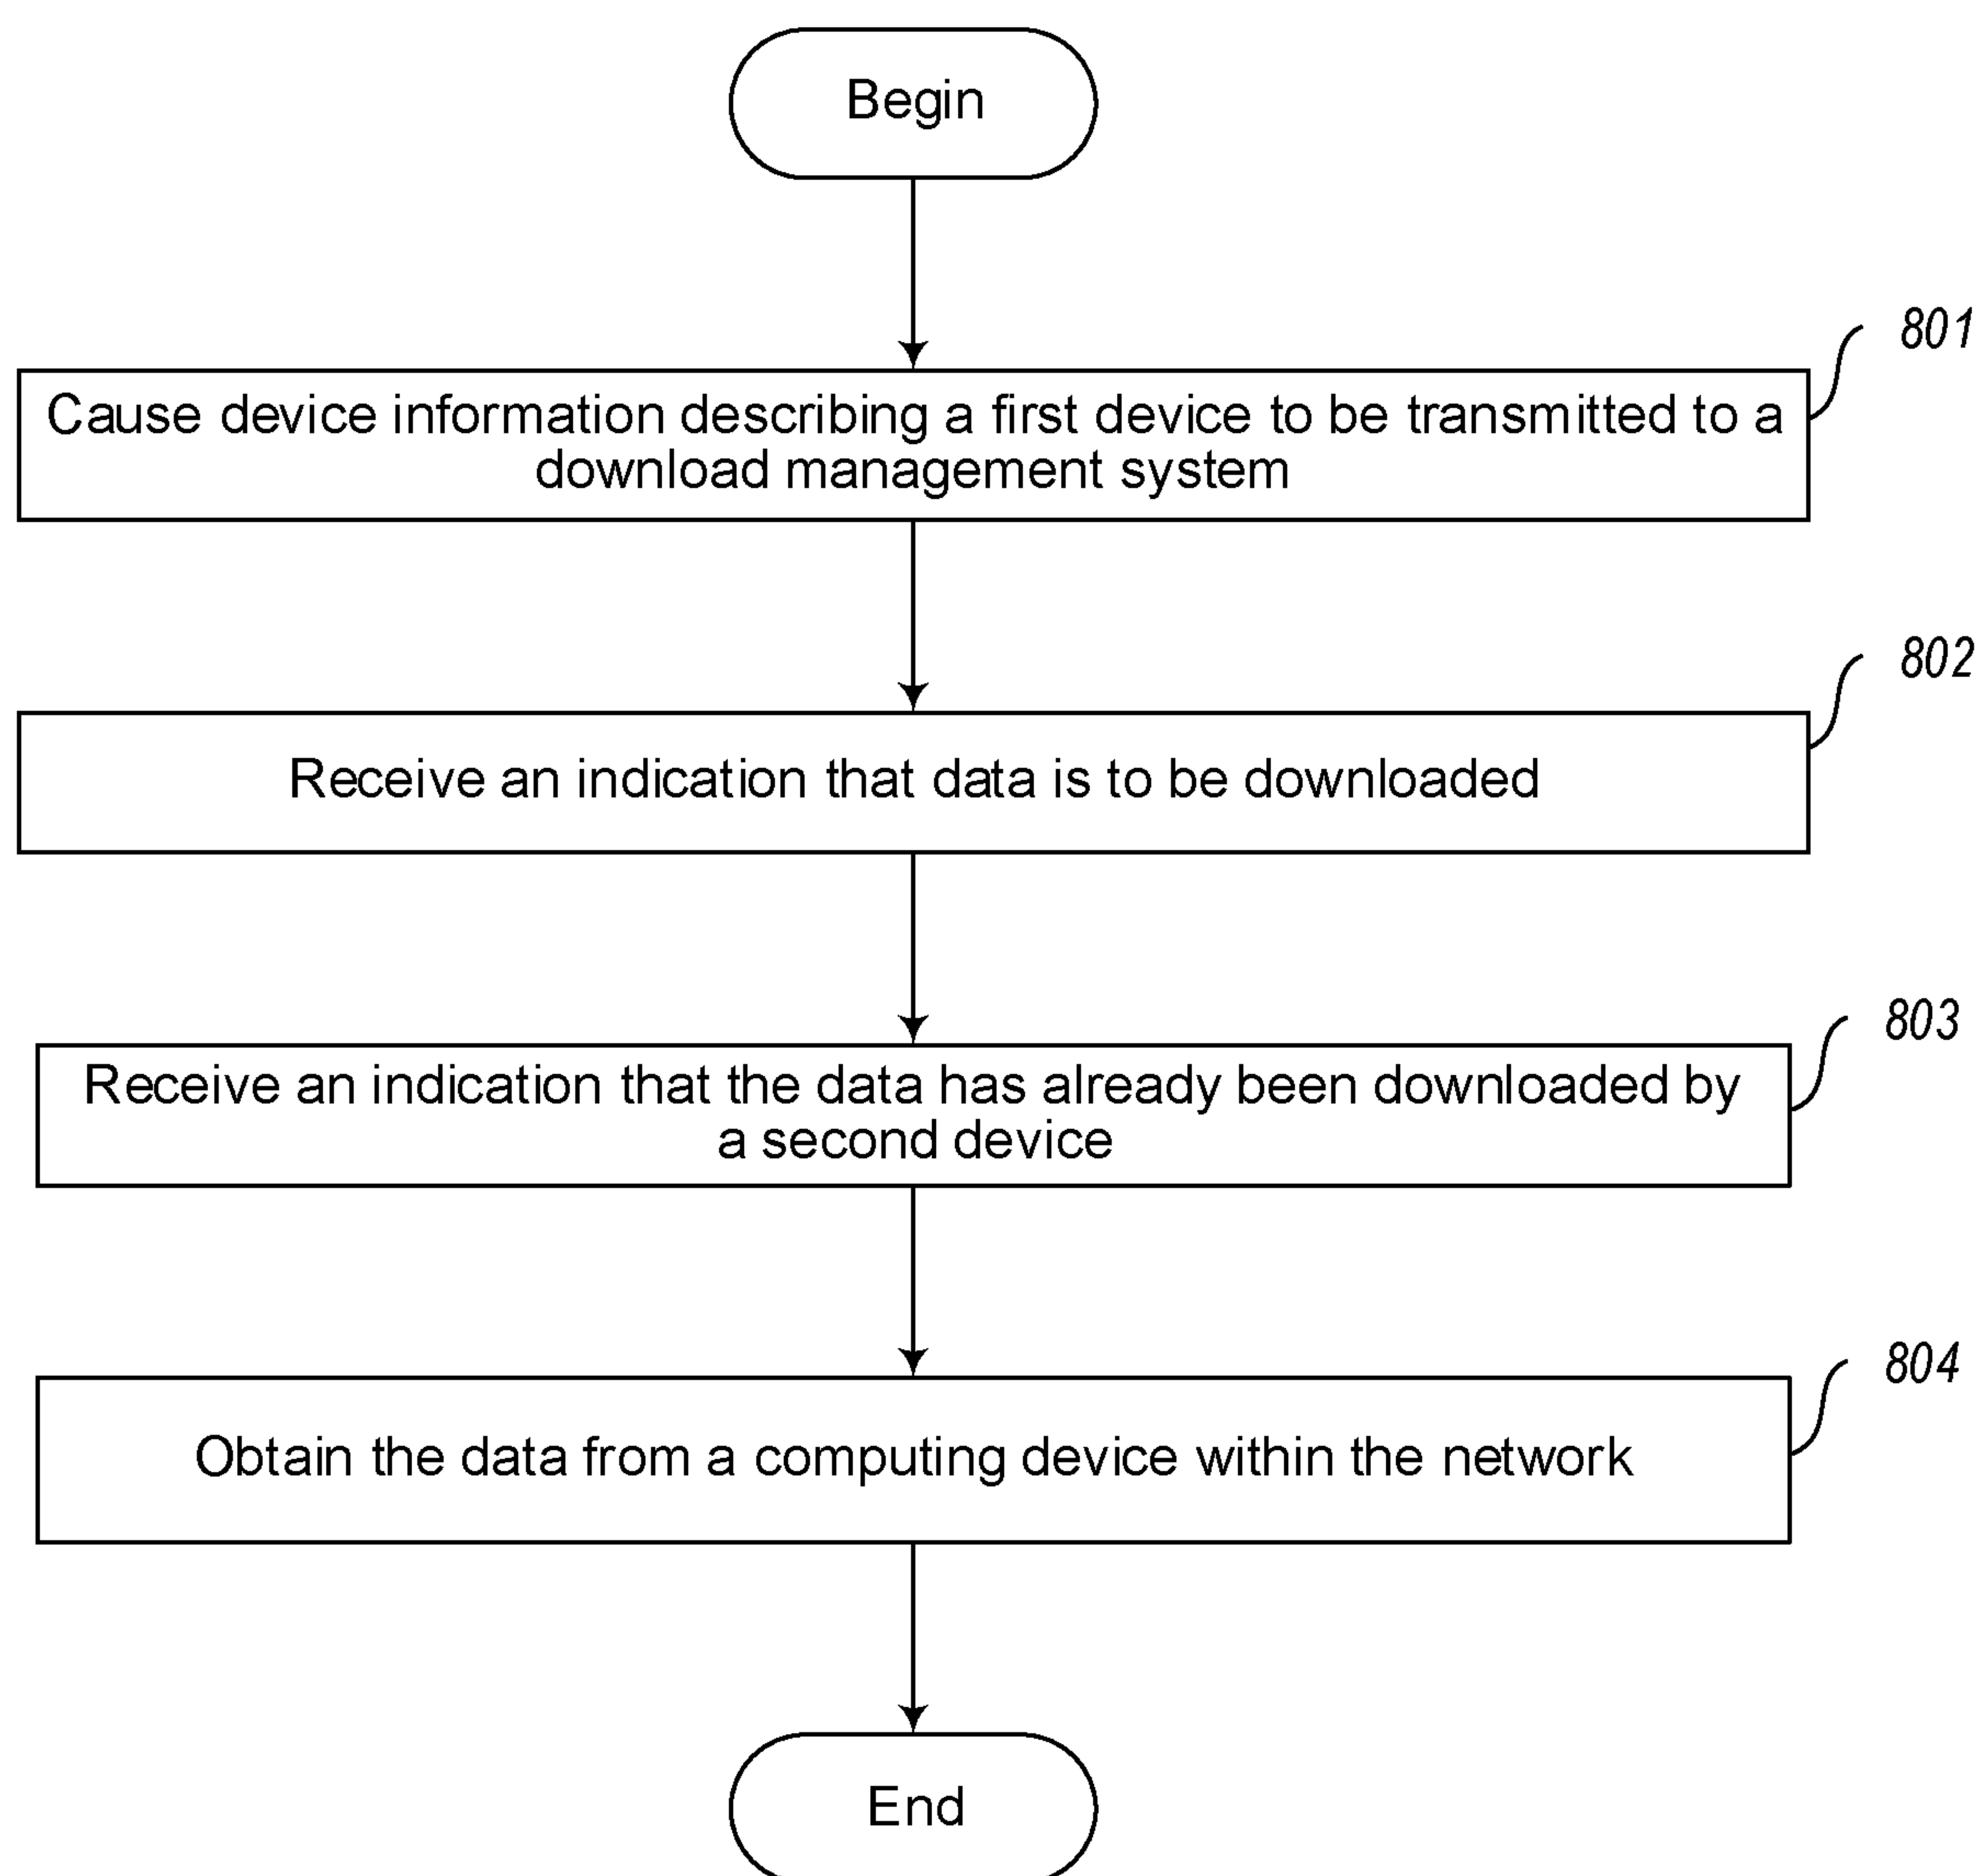 Begin
801
Cause device information describing a first device to be transmitted to a
download management system
802
Receive an indication that data is to be downloaded
803
Receive an indication that the data has already been downloaded by
a second device
804
Obtain the data from a computing device within the network
End